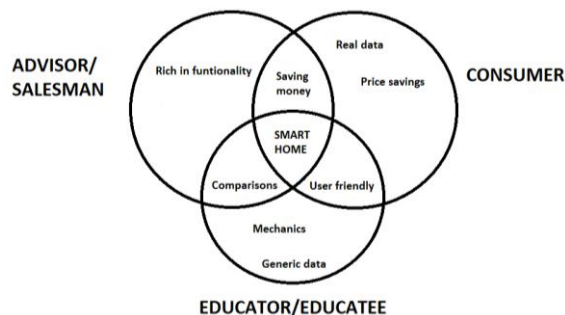 Real data
ADVISOR/
SALESMAN
Rich in funtionality
Saving
money
Price savings
CONSUMER
SMART
HOME
Comparisons
User friendly
Mechanics
Generic data
EDUCATOR/EDUCATEE